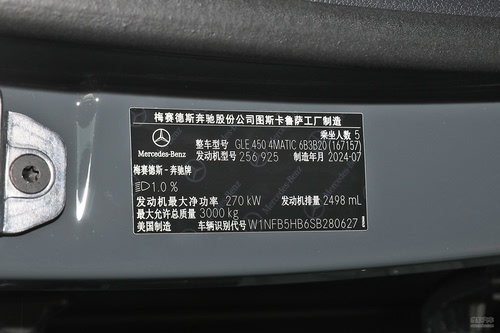 梅赛德斯奔驰股份公司图斯卡鲁萨工厂制造
乘坐人数 5
整车型号 GLE 450 4MATIC 6B3B20 (167157)
Mercedes-Benz
发动机型号 256 925 制造年月 2024-07
梅赛德斯-奔驰牌
1.0 %
发动机最大净功率 270 kW 发动机排量 2498 mL
最大允许总质量 3000 kg
美国制造 车辆识别代号 W1NFB5HB6SB280627